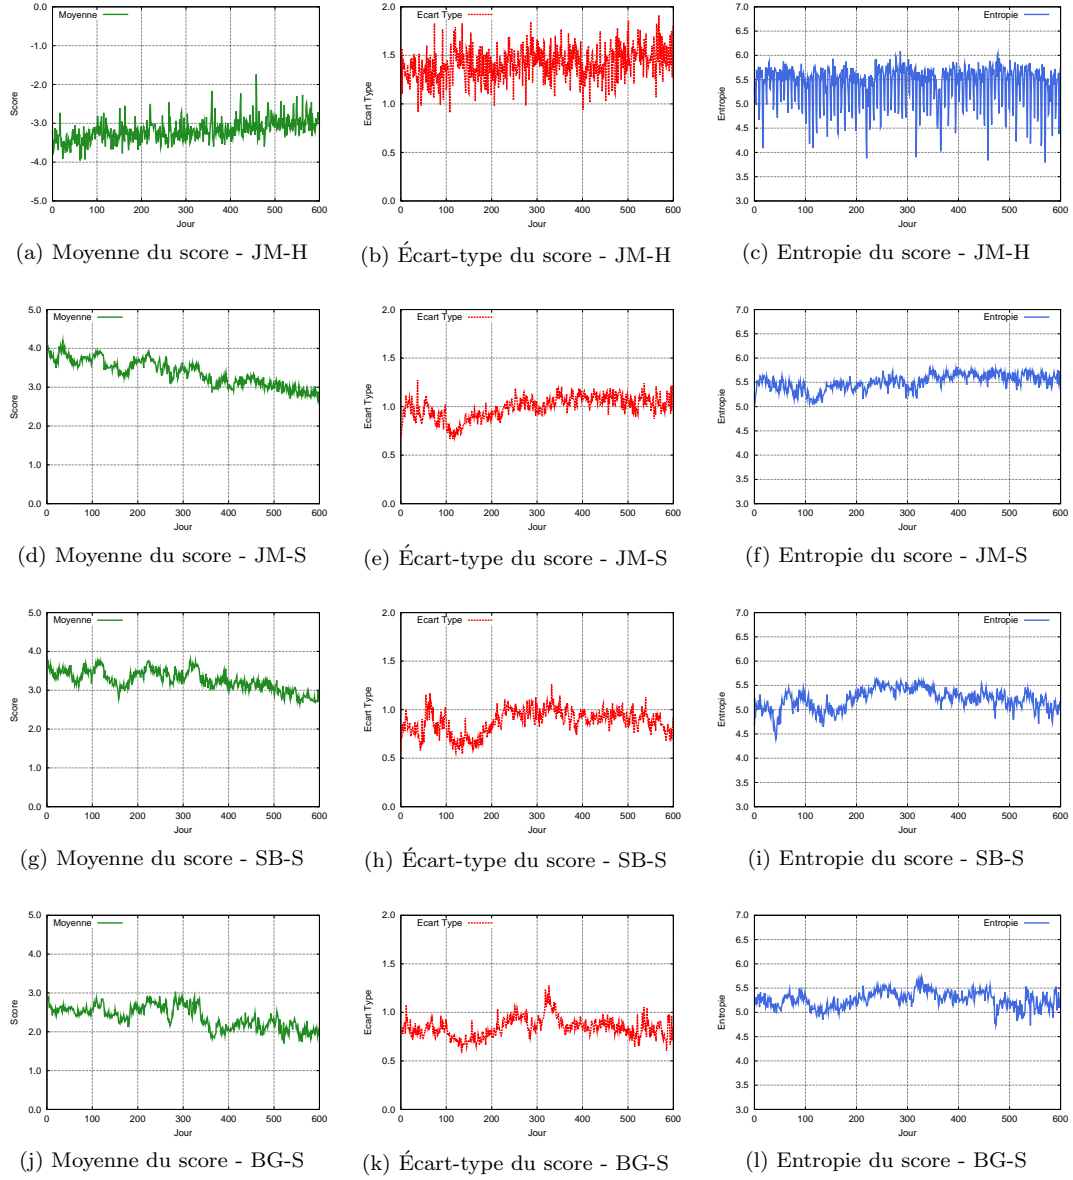 Moyenne
0.0
-1.0
-2.0
-3.0
-4.0
-5.0
Score
0 100 200 300 400 500 600
Jour
(a) Moyenne du score - JM-H
Ecart Type
2.0
1.5
1.0
0.5
0.0
Ecart Type
0 100 200 300 400 500 600
Jour
(b) Écart-type du score - JM-H
Entropie
7.0
6.5
6.0
5.5
5.0
4.5
4.0
3.5
3.0
Entropie
0 100 200 300 400 500 600
Jour
(c) Entropie du score - JM-H
Moyenne
5.0
4.0
3.0
2.0
1.0
0.0
Score
0 100 200 300 400 500 600
Jour
(d) Moyenne du score - JM-S
Ecart Type
2.0
1.5
1.0
0.5
0.0
Ecart Type
0 100 200 300 400 500 600
Jour
(e) Écart-type du score - JM-S
Entropie
7.0
6.5
6.0
5.5
5.0
4.5
4.0
3.5
3.0
Entropie
0 100 200 300 400 500 600
Jour
(f) Entropie du score - JM-S
Moyenne
5.0
4.0
3.0
2.0
1.0
0.0
Score
0 100 200 300 400 500 600
Jour
(g) Moyenne du score - SB-S
Ecart Type
2.0
1.5
1.0
0.5
0.0
Ecart Type
0 100 200 300 400 500 600
Jour
(h) Écart-type du score - SB-S
Entropie
7.0
6.5
6.0
5.5
5.0
4.5
4.0
3.5
3.0
Entropie
0 100 200 300 400 500 600
Jour
(i) Entropie du score - SB-S
Moyenne
5.0
4.0
3.0
2.0
1.0
0.0
Score
0 100 200 300 400 500 600
Jour
(j) Moyenne du score - BG-S
Ecart Type
2.0
1.5
1.0
0.5
0.0
Ecart Type
0 100 200 300 400 500 600
Jour
(k) Écart-type du score - BG-S
Entropie
7.0
6.5
6.0
5.5
5.0
4.5
4.0
3.5
3.0
Entropie
0 100 200 300 400 500 600
Jour
(l) Entropie du score - BG-S